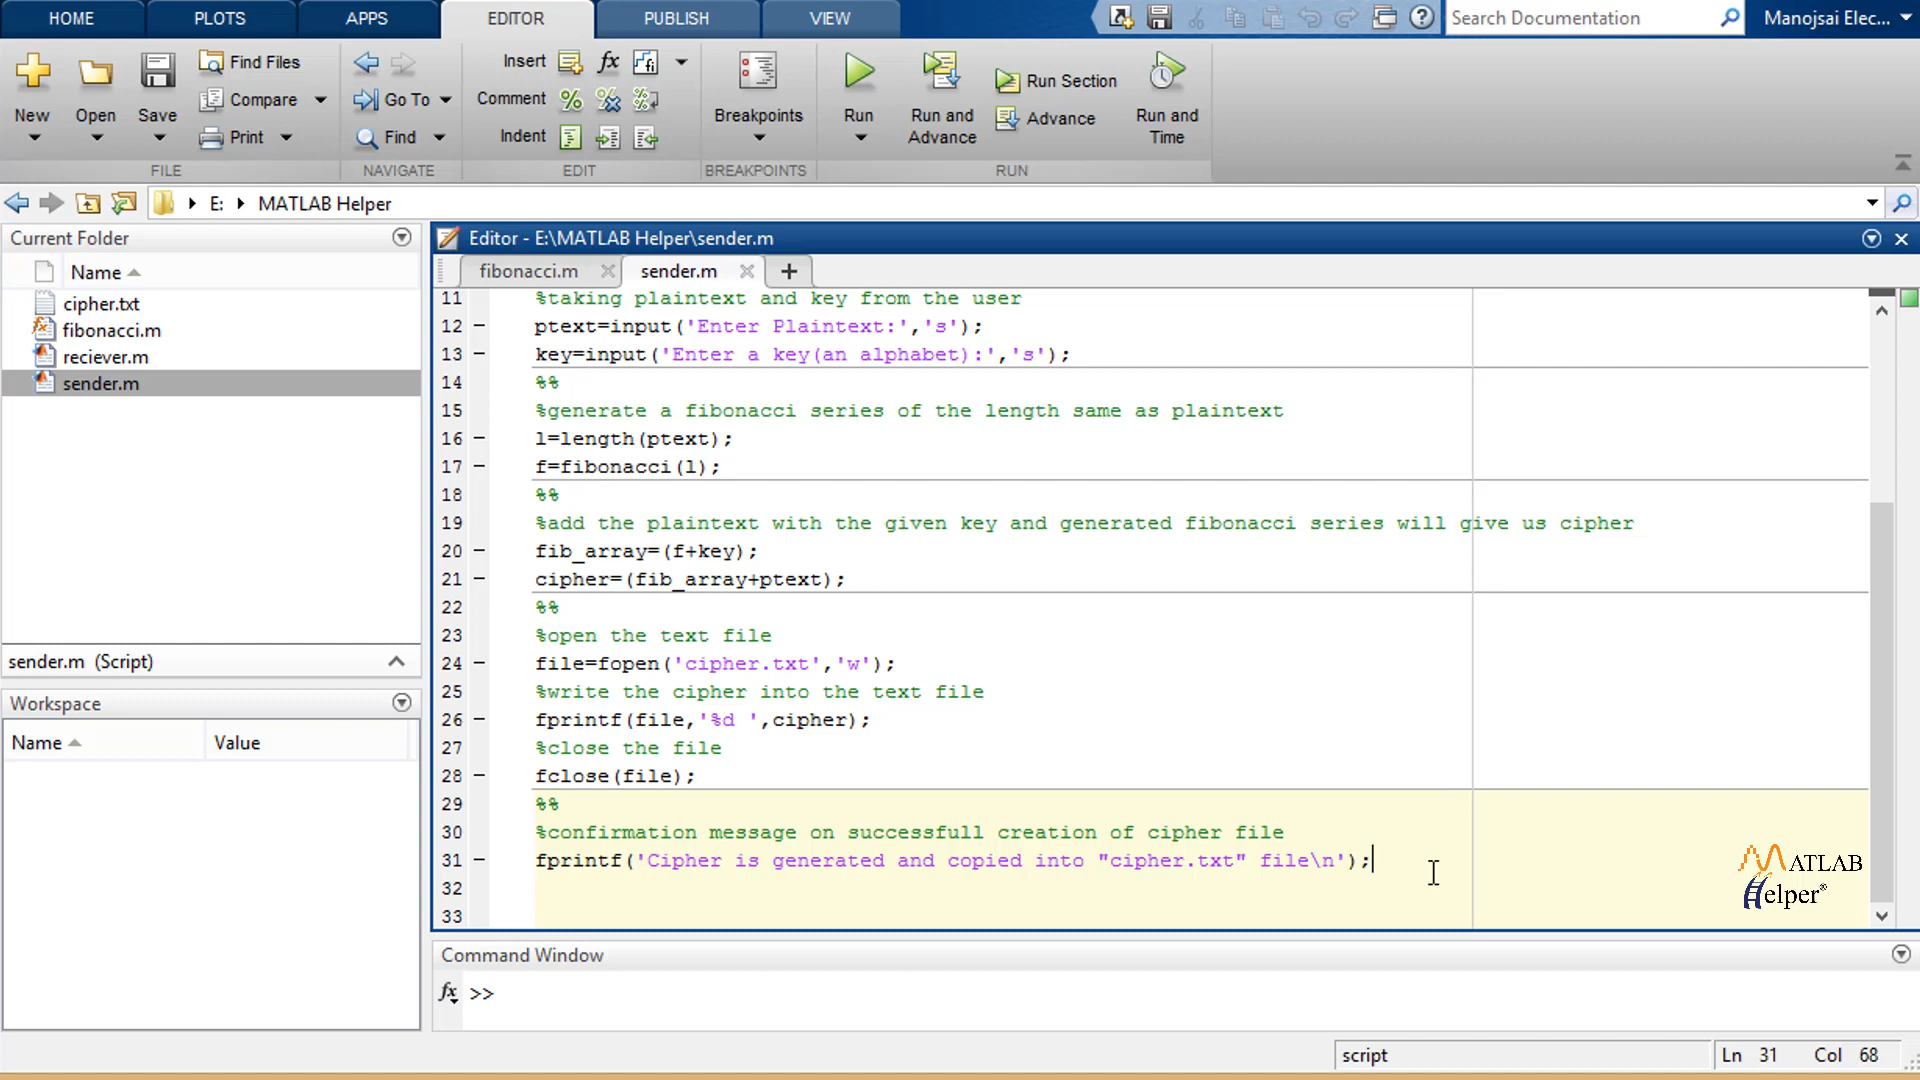 HOME PLOTS APPS EDITOR PUBLISH VIEW Search Documentation Manojsai Elec...
New Open Save Find Files Compare Print
FILE
Go To Find
NAVIGATE
Insert fx fi
Comment % %
Indent
EDIT
Breakpoints
BREAKPOINTS
Run Run and Advance Run Section Advance Run and Time
RUN
E: MATLAB Helper
Current Folder
Name
cipher.txt
fibonacci.m
reciever.m
sender.m
sender.m (Script)
Workspace
Name Value
Editor - E:\MATLAB Helper\sender.m
fibonacci.m sender.m +
11 %taking plaintext and key from the user
12 – ptext=input('Enter Plaintext:','s');
13 – key=input('Enter a key(an alphabet):','s');
14 %%
15 %generate a fibonacci series of the length same as plaintext
16 – l=length(ptext);
17 – f=fibonacci(l);
18 %%
19 %add the plaintext with the given key and generated fibonacci series will give us cipher
20 – fib_array=(f+key);
21 – cipher=(fib_array+ptext);
22 %%
23 %open the text file
24 – file=fopen('cipher.txt','w');
25 %write the cipher into the text file
26 – fprintf(file,'%d ',cipher);
27 %close the file
28 – fclose(file);
29 %%
30 %confirmation message on successfull creation of cipher file
31 – fprintf('Cipher is generated and copied into "cipher.txt" file\n');
32
33
MATLAB
Helper®
Command Window
fx >>
script Ln 31 Col 68